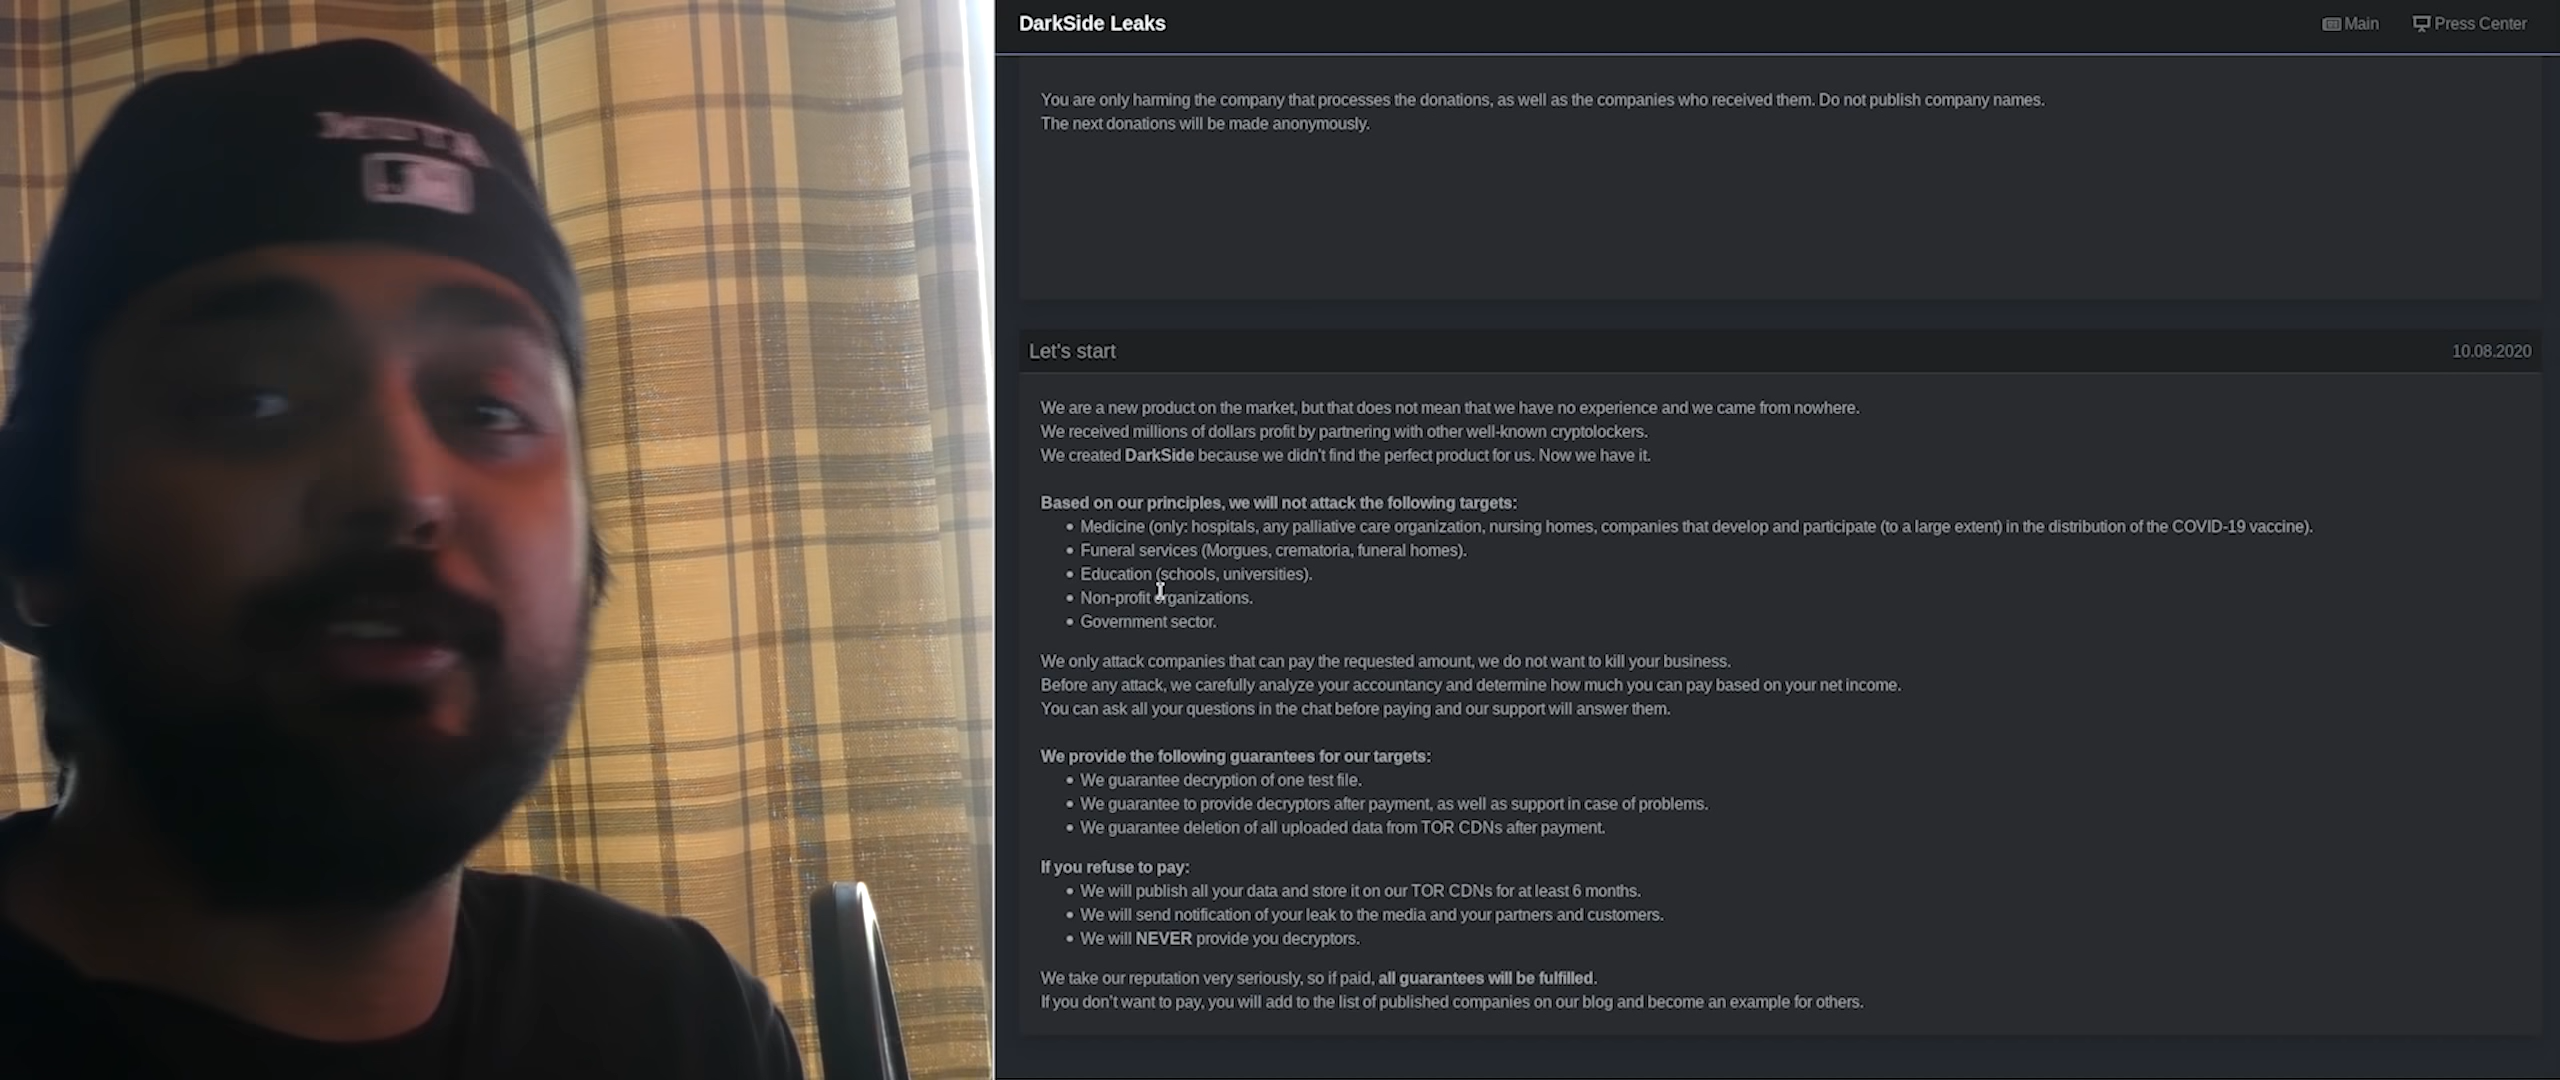 DarkSide Leaks
Main
Press Center
You are only harming the company that processes the donations, as well as the companies who received them. Do not publish company names.
The next donations will be made anonymously.
Let's start
10.08.2020
We are a new product on the market, but that does not mean that we have no experience and we came from nowhere.
We received millions of dollars profit by partnering with other well-known cryptolockers.
We created DarkSide because we didn't find the perfect product for us. Now we have it.
Based on our principles, we will not attack the following targets:
Medicine (only: hospitals, any palliative care organization, nursing homes, companies that develop and participate (to a large extent) in the distribution of the COVID-19 vaccine).
Funeral services (Morgues, crematoria, funeral homes).
Education (schools, universities).
Non-profit organizations.
Government sector.
We only attack companies that can pay the requested amount, we do not want to kill your business.
Before any attack, we carefully analyze your accountancy and determine how much you can pay based on your net income.
You can ask all your questions in the chat before paying and our support will answer them.
We provide the following guarantees for our targets:
We guarantee decryption of one test file.
We guarantee to provide decryptors after payment, as well as support in case of problems.
We guarantee deletion of all uploaded data from TOR CDNs after payment.
If you refuse to pay:
We will publish all your data and store it on our TOR CDNs for at least 6 months.
We will send notification of your leak to the media and your partners and customers.
We will NEVER provide you decryptors.
We take our reputation very seriously, so if paid, all guarantees will be fulfilled.
If you don't want to pay, you will add to the list of published companies on our blog and become an example for others.